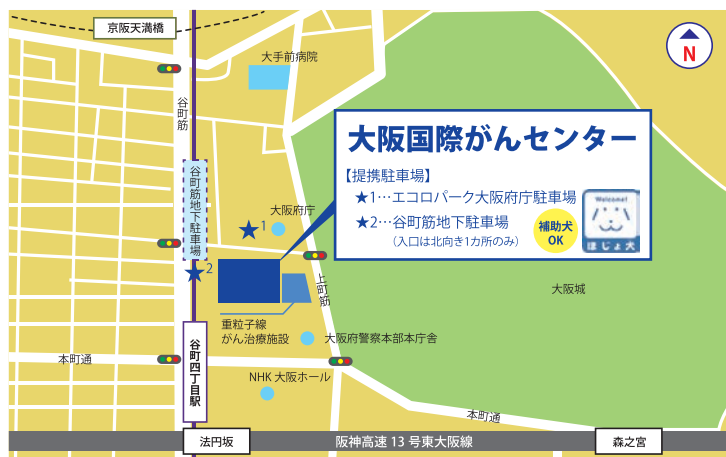 京阪天満橋
大手前病院
N
谷町筋
大阪国際がんセンター
【提携駐車場】
★1…エコロパーク大阪府庁駐車場
★2…谷町筋地下駐車場
（入口は北向き1カ所のみ）
補助犬
OK
Welcome!
ほじょ犬
谷町筋地下駐車場
大阪府庁
★1
★2
上町筋
大阪城
重粒子線
がん治療施設
大阪府警察本部本庁舎
谷町四丁目駅
本町通
NHK 大阪ホール
本町通
法円坂
阪神高速 13 号東大阪線
森之宮